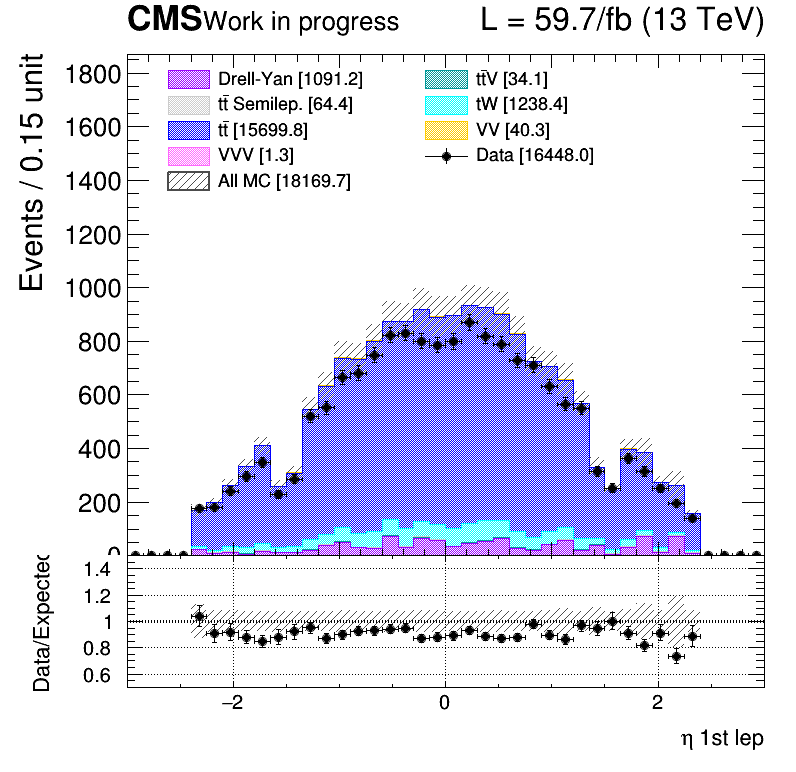 CMS Work in progress L = 59.7/fb (13 TeV)
Events / 0.15 unit
1800
1600
1400
1200
1000
800
600
400
200
0
Drell-Yan [1091.2]
tt̄ Semilep. [64.4]
tt̄ [15699.8]
VVV [1.3]
All MC [18169.7]
tt̄V [34.1]
tW [1238.4]
VV [40.3]
Data [16448.0]
Data/Expected
1.4
1.2
1
0.8
0.6
−2 0 2
η 1st lep